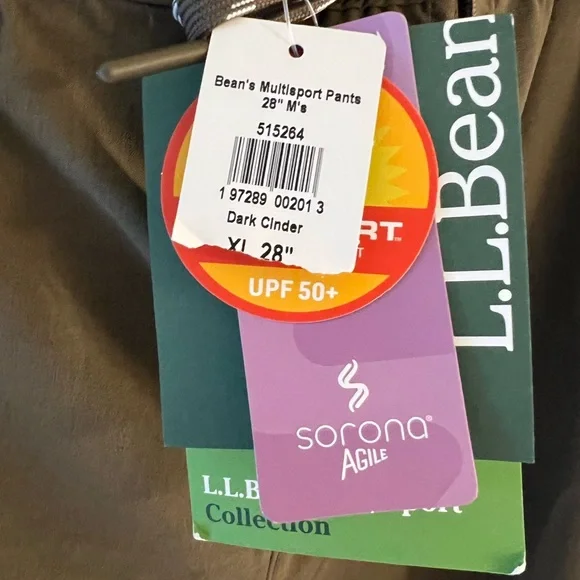 Bean's Multisport Pants
28" M's
515264
1 97289 00201 3
Dark Cinder
XL 28"
UPF 50+
L.L.Bean
sorona®
AGILE
Collection